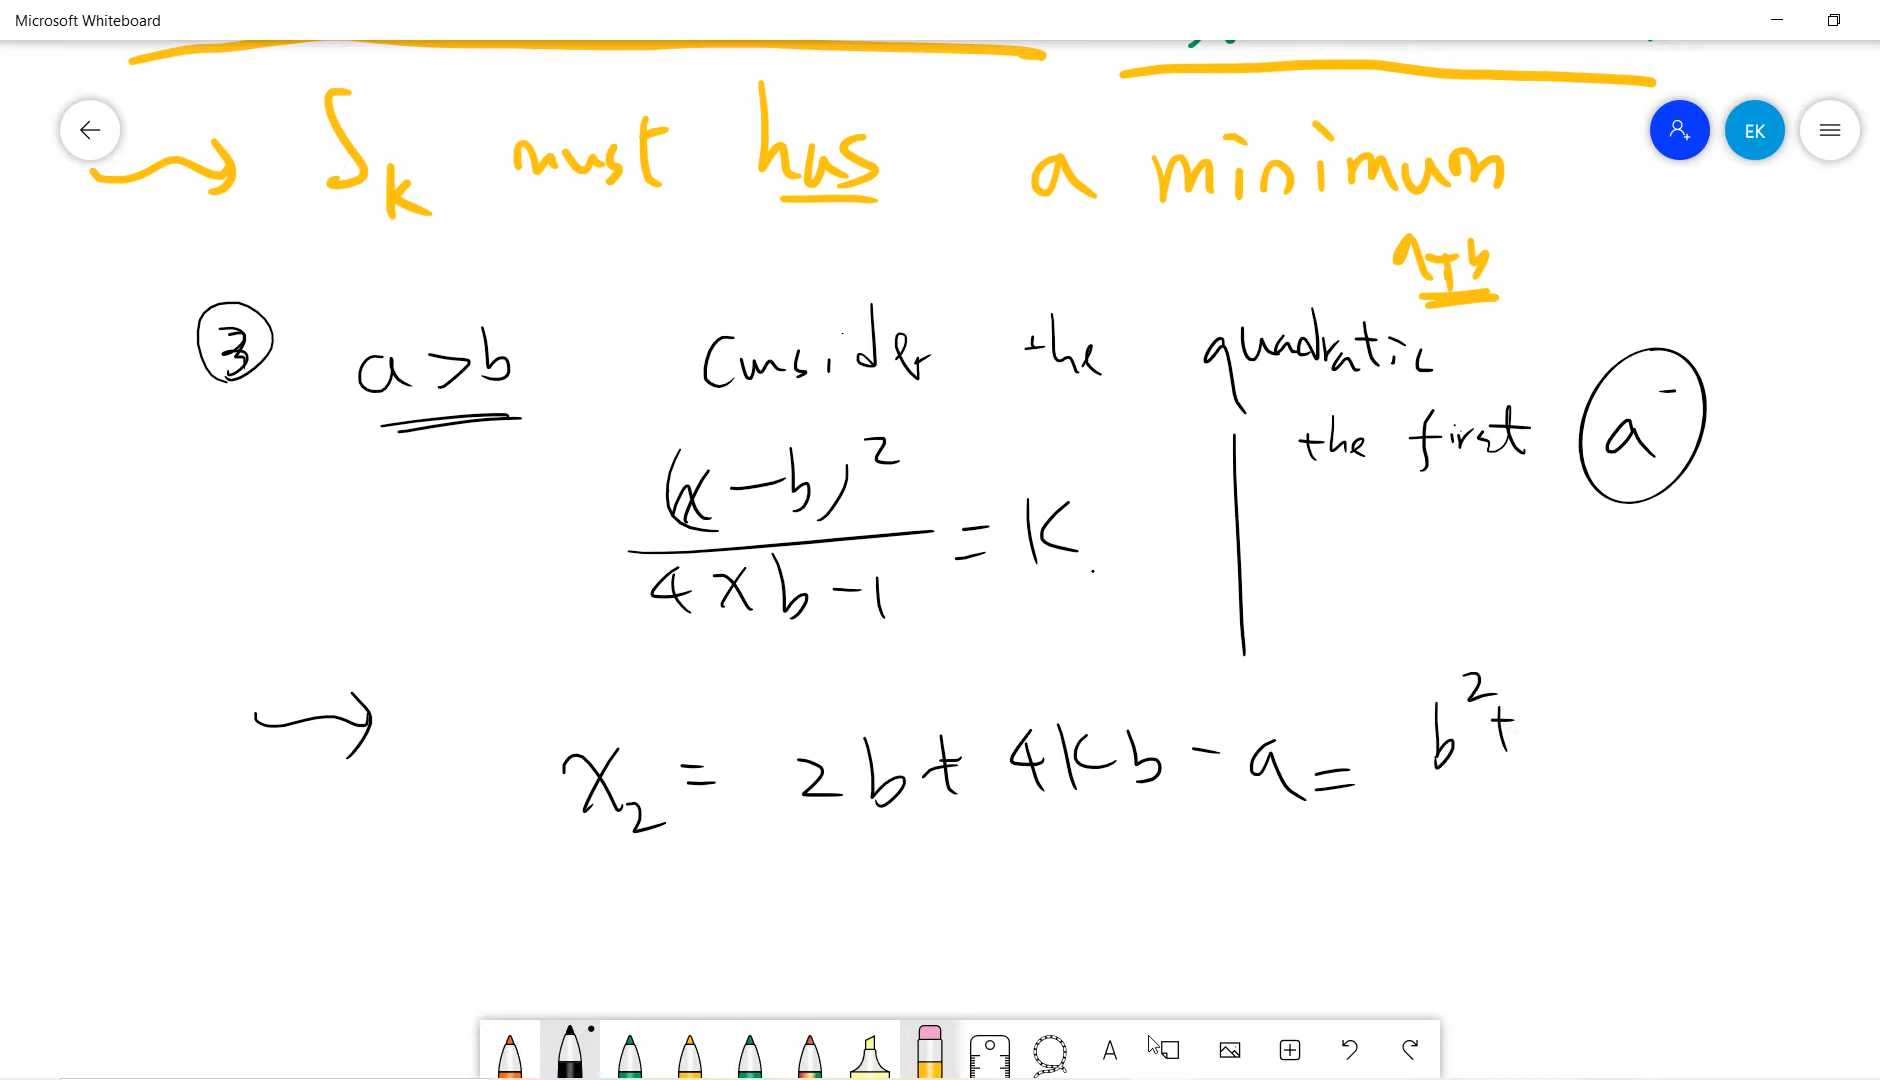 Microsoft Whiteboard
EK
S_k must has a minimum
a+b
③ a > b Consider the quadratic
the first a⁻
(x-b)²/(4xb-1) = K
x₂ = 2b + 4Kb - a = b² +
A